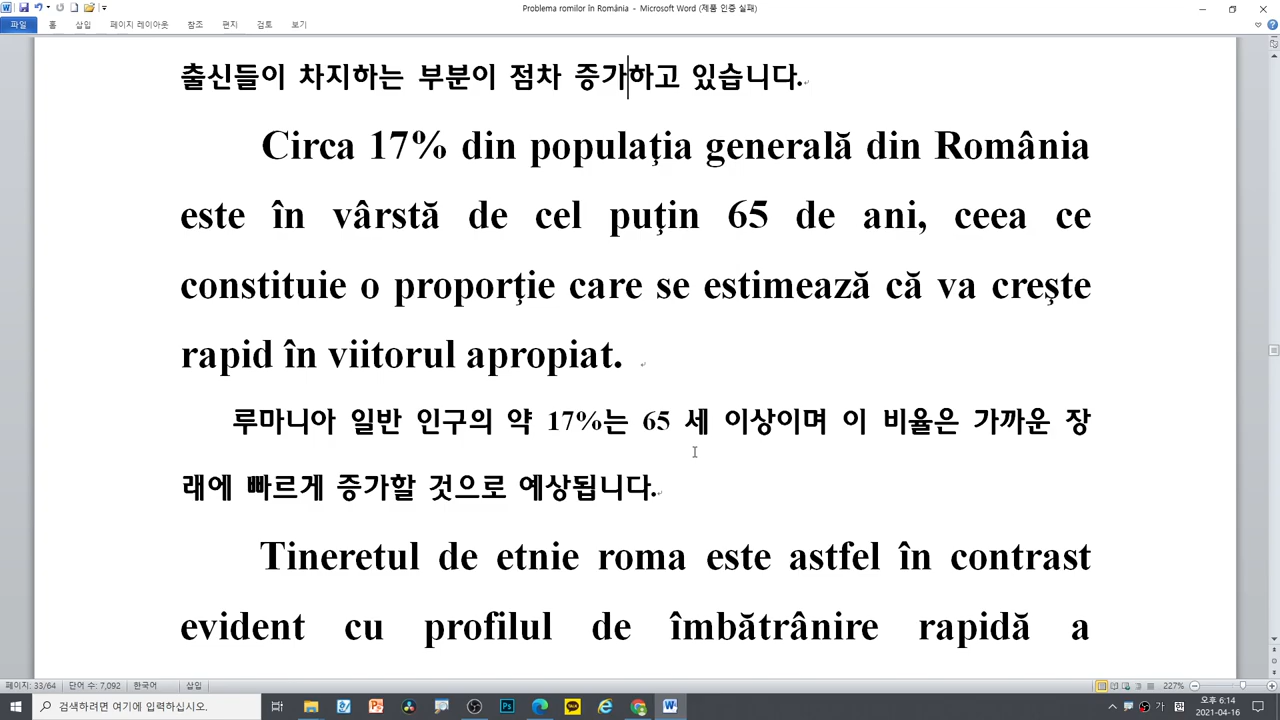 Problema romilor în România - Microsoft Word (제품 인증 실패)
파일 홈 삽입 페이지 레이아웃 참조 편지 검토 보기
출신들이 차지하는 부분이 점차 증가하고 있습니다.
Circa 17% din populaţia generală din România
este în vârstă de cel puţin 65 de ani, ceea ce
constituie o proporţie care se estimează că va creşte
rapid în viitorul apropiat.
루마니아 일반 인구의 약 17%는 65 세 이상이며 이 비율은 가까운 장
래에 빠르게 증가할 것으로 예상됩니다.
Tineretul de etnie roma este astfel în contrast
evident cu profilul de îmbătrânire rapidă a
페이지: 33/64 단어 수: 7,092 한국어 삽입 227%
검색하려면 여기에 입력하십시오. 가 오후 6:14
2021-04-16